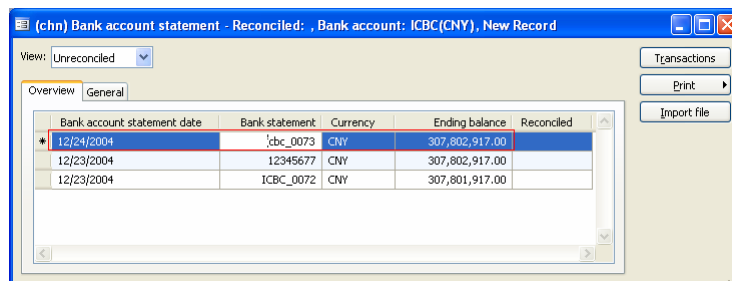 (chn) Bank account statement - Reconciled: , Bank account: ICBC(CNY), New Record
View: Unreconciled
Transactions
Print
Import file
Overview General
Bank account statement date Bank statement Currency Ending balance Reconciled
* 12/24/2004 cbc_0073 CNY 307,802,917.00
12/23/2004 12345677 CNY 307,801,917.00
12/23/2004 ICBC_0072 CNY 307,801,917.00